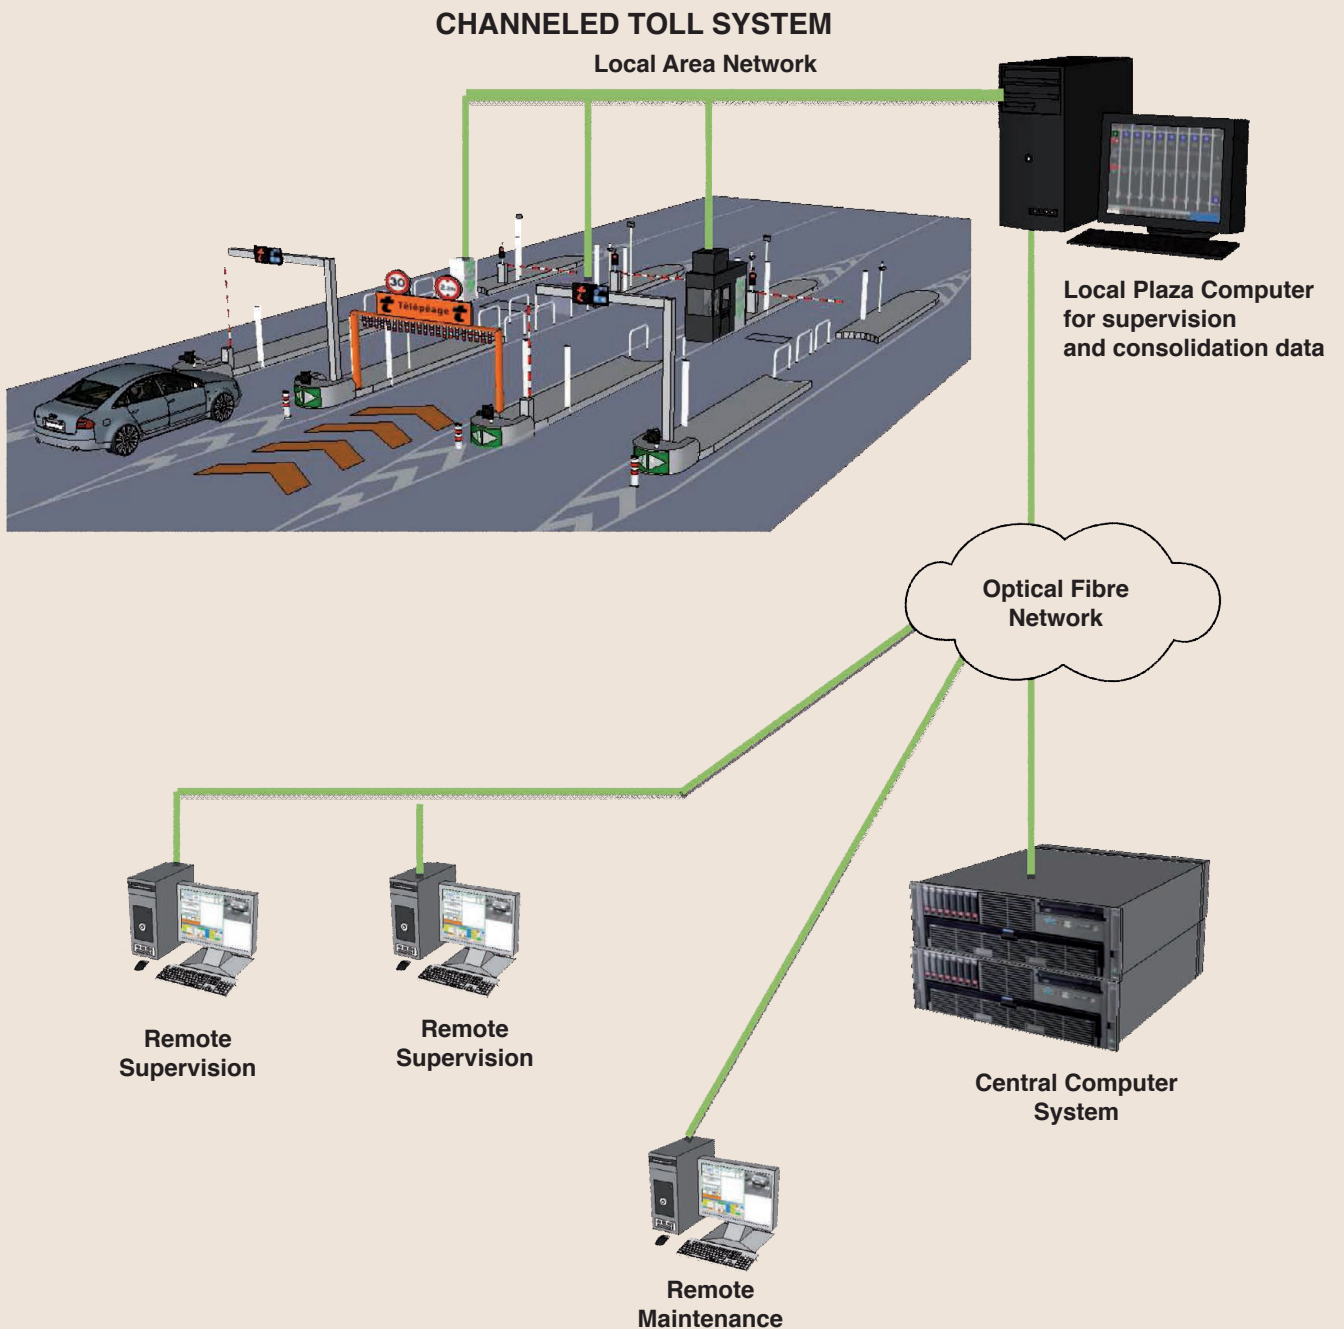 CHANNELED TOLL SYSTEM
Local Area Network
30
Télépéage
Local Plaza Computer
for supervision
and consolidation data
Optical Fibre
Network
Remote
Supervision
Remote
Supervision
Central Computer
System
Remote
Maintenance